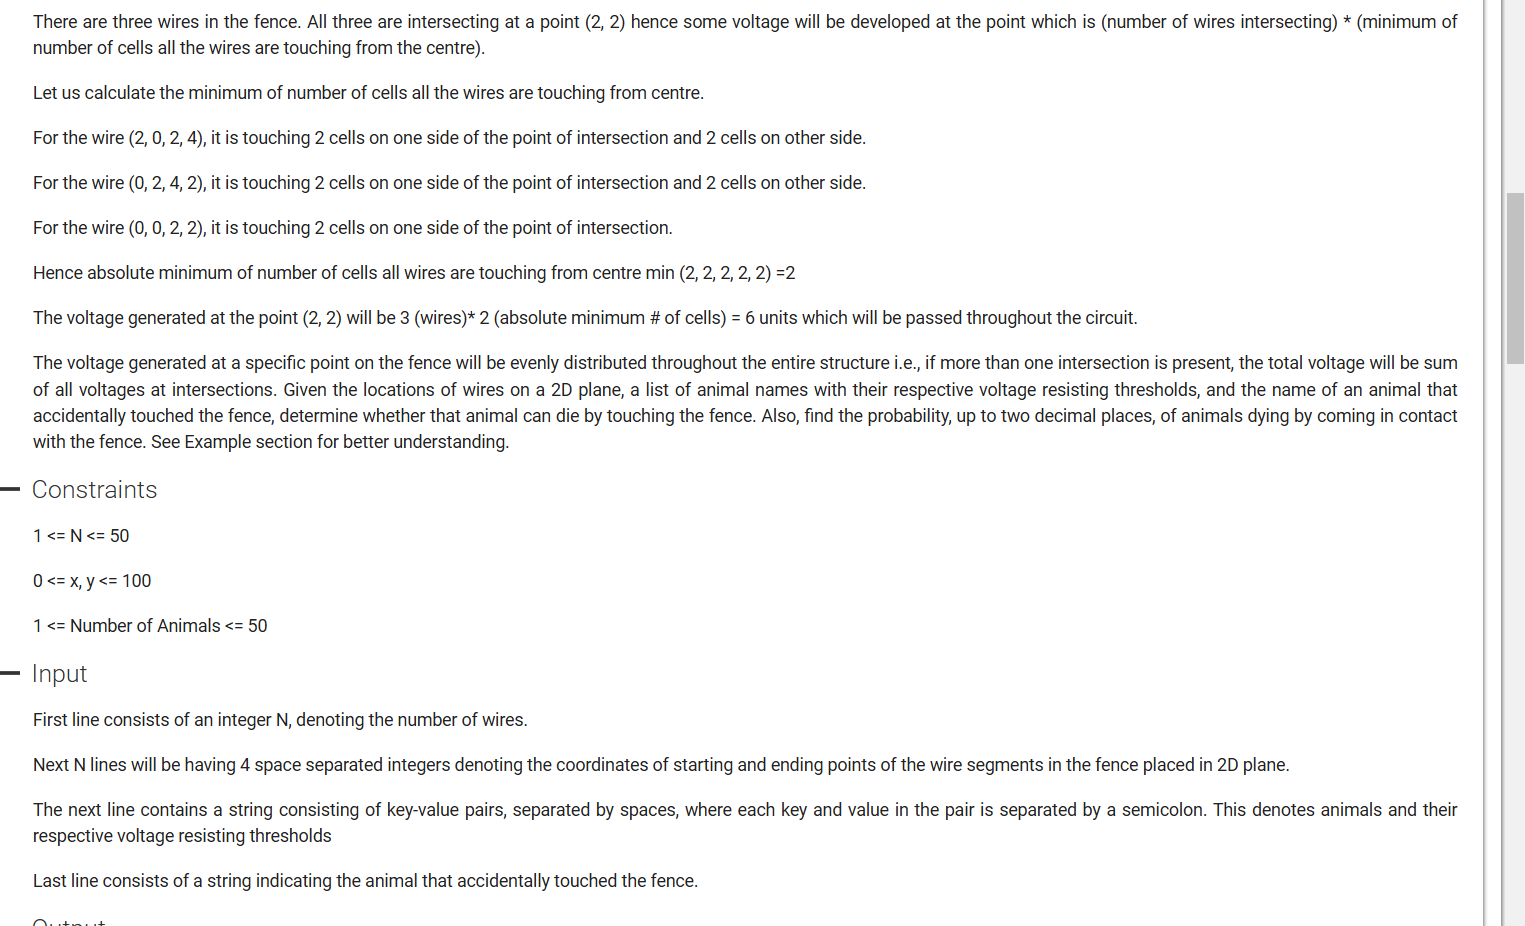 There are three wires in the fence. All three are intersecting at a point (2, 2) hence some voltage will be developed at the point which is (number of wires intersecting) * (minimum of
number of cells all the wires are touching from the centre).
Let us calculate the minimum of number of cells all the wires are touching from centre.
For the wire (2, 0, 2, 4), it is touching 2 cells on one side of the point of intersection and 2 cells on other side.
For the wire (0, 2, 4, 2), it is touching 2 cells on one side of the point of intersection and 2 cells on other side.
For the wire (0, 0, 2, 2), it is touching 2 cells on one side of the point of intersection.
Hence absolute minimum of number of cells all wires are touching from centre min (2, 2, 2, 2, 2) =2
The voltage generated at the point (2, 2) will be 3 (wires)* 2 (absolute minimum # of cells) = 6 units which will be passed throughout the circuit.
The voltage generated at a specific point on the fence will be evenly distributed throughout the entire structure i.e., if more than one intersection is present, the total voltage will be sum
of all voltages at intersections. Given the locations of wires on a 2D plane, a list of animal names with their respective voltage resisting thresholds, and the name of an animal that
accidentally touched the fence, determine whether that animal can die by touching the fence. Also, find the probability, up to two decimal places, of animals dying by coming in contact
with the fence. See Example section for better understanding.
Constraints
1 <= N <= 50
0 <= x, y <= 100
1 <= Number of Animals <= 50
Input
First line consists of an integer N, denoting the number of wires.
Next N lines will be having 4 space separated integers denoting the coordinates of starting and ending points of the wire segments in the fence placed in 2D plane.
The next line contains a string consisting of key-value pairs, separated by spaces, where each key and value in the pair is separated by a semicolon. This denotes animals and their
respective voltage resisting thresholds
Last line consists of a string indicating the animal that accidentally touched the fence.
Output